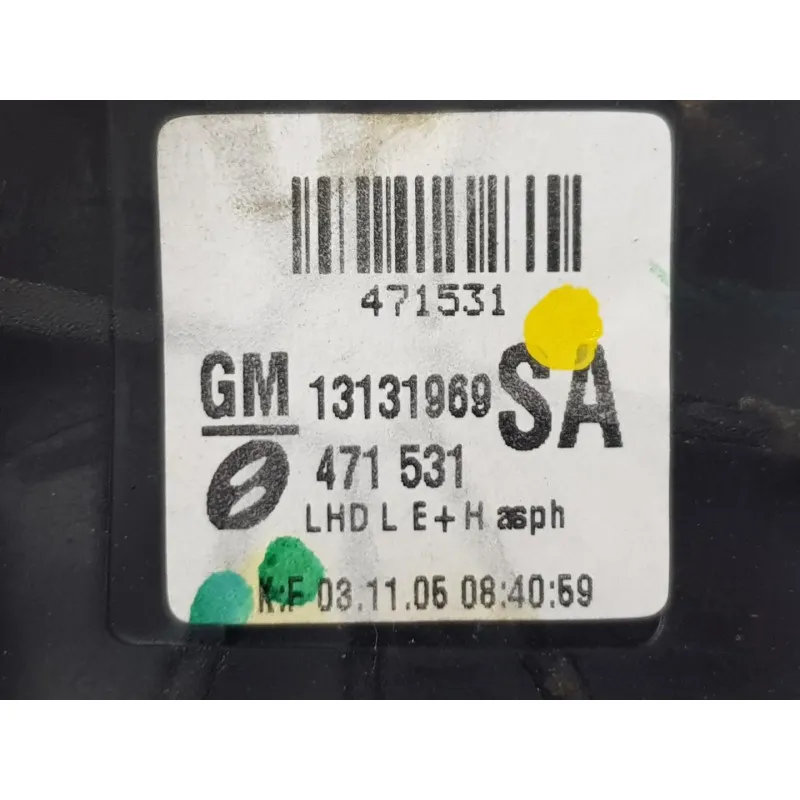 471531
GM 13131969 SA
471 531
LHD L E+H asph
K:F 03.11.05 08:40:59